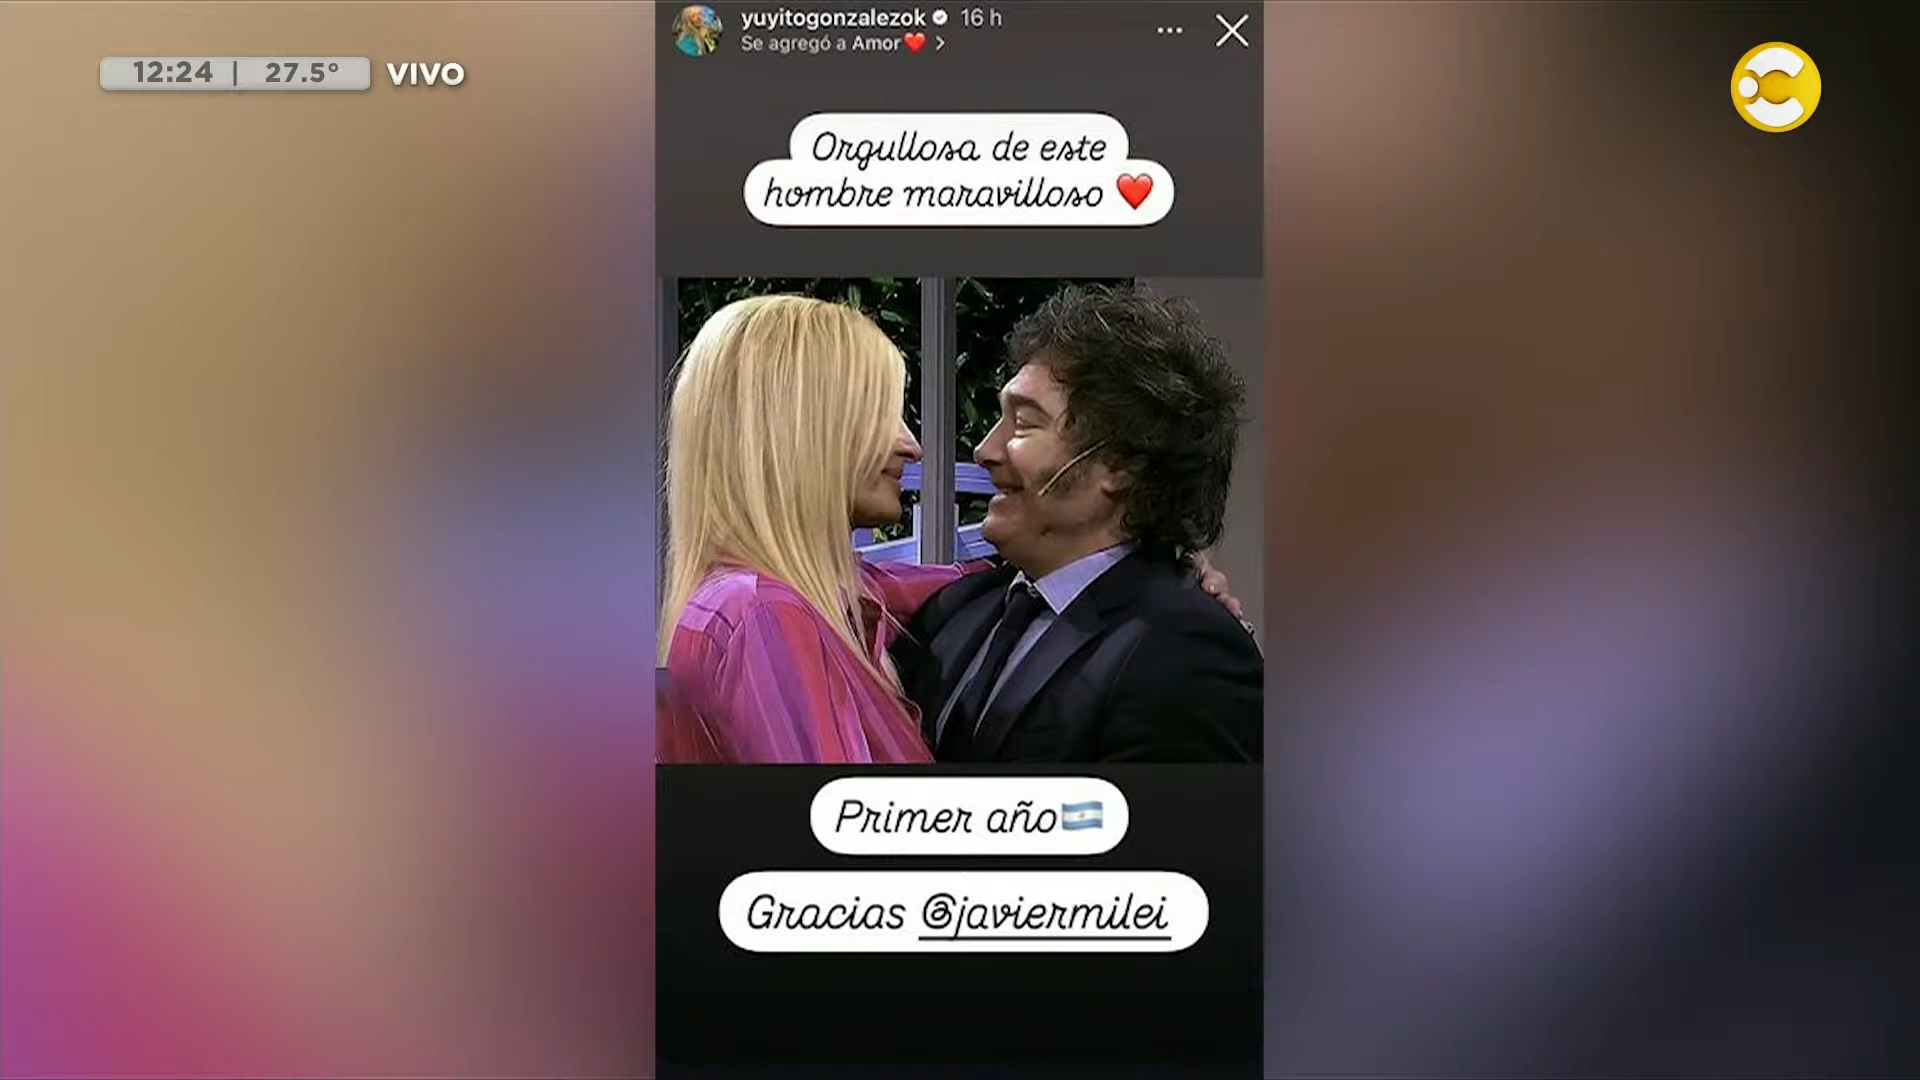 12:24 | 27.5° VIVO
yuyitogonzalezok 16 h
Se agregó a Amor❤️ >
Orgullosa de este
hombre maravilloso ❤️
Primer año🇦🇷
Gracias @javiermilei